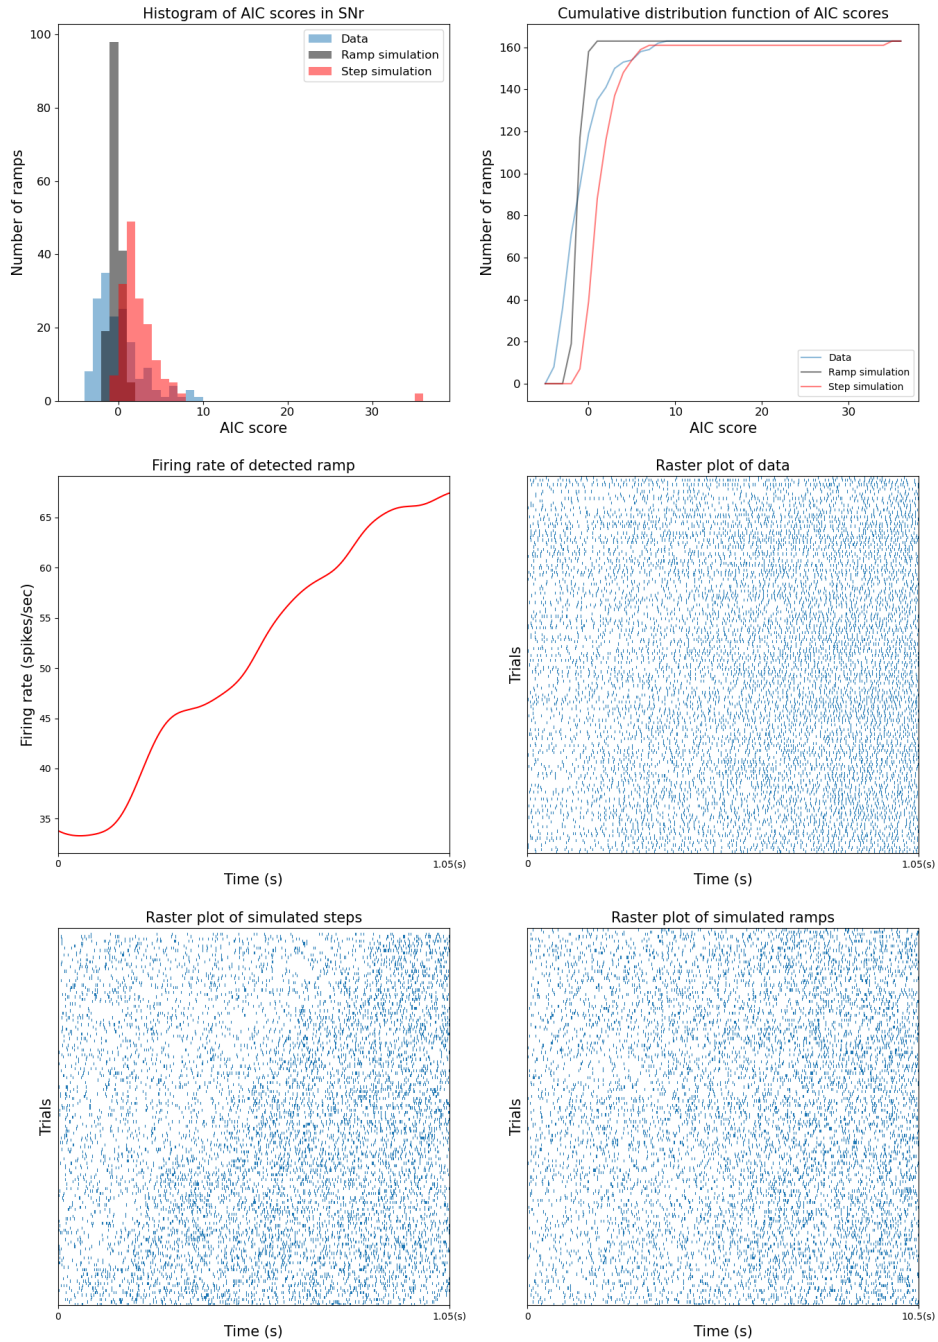 Histogram of AIC scores in SNr
Data
Ramp simulation
Step simulation
100
80
60
40
20
0
Number of ramps
0
10
20
30
AIC score
Cumulative distribution function of AIC scores
160
140
120
100
80
60
40
20
0
Number of ramps
Data
Ramp simulation
Step simulation
0
10
20
30
AIC score
Firing rate of detected ramp
65
60
55
50
45
40
35
Firing rate (spikes/sec)
0
1.05(s)
Time (s)
Raster plot of data
Trials
0
1.05(s)
Time (s)
Raster plot of simulated steps
Trials
0
1.05(s)
Time (s)
Raster plot of simulated ramps
Trials
0
10.5(s)
Time (s)